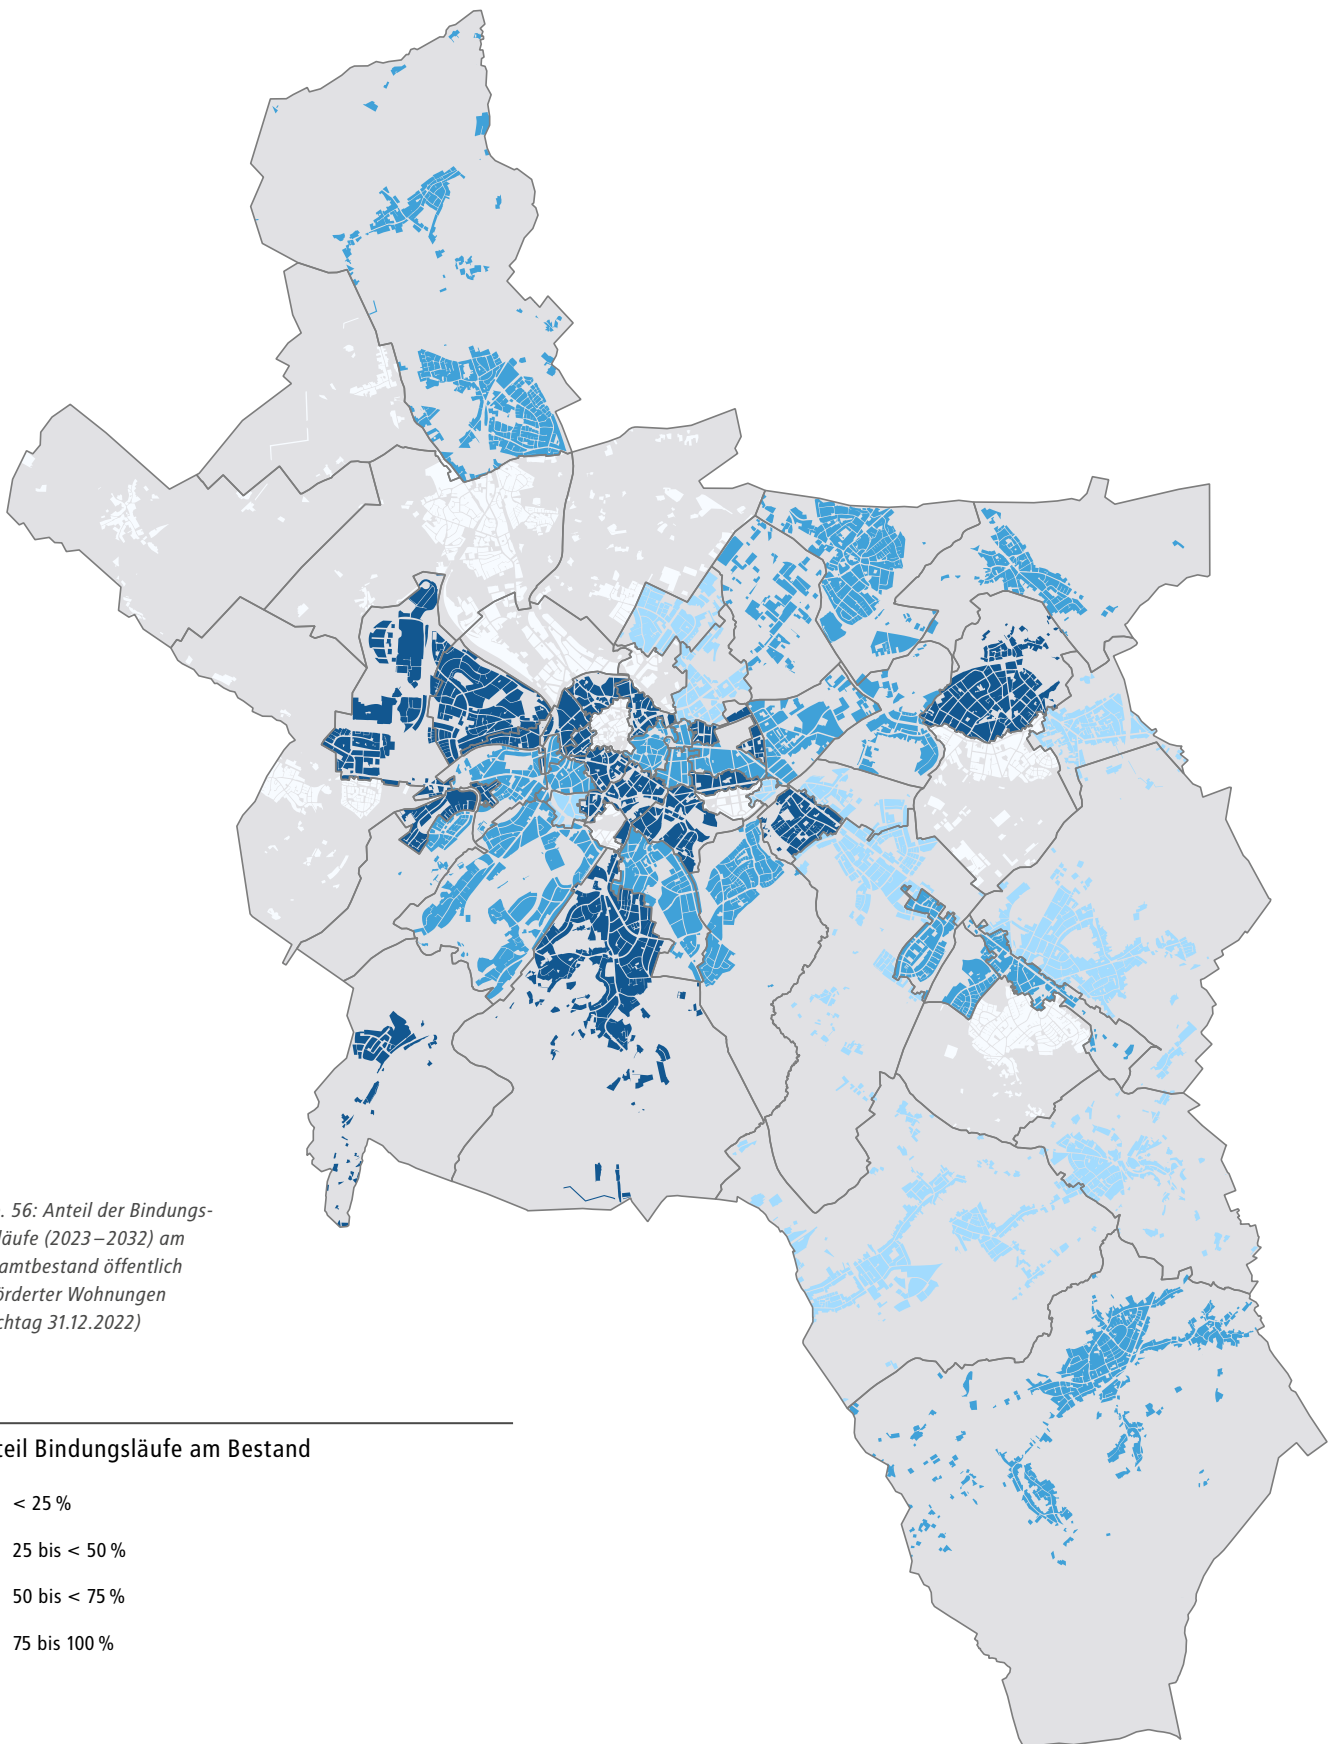 . 56: Anteil der Bindungs-
läufe (2023–2032) am
amtbestand öffentlich
örderter Wohnungen
chtag 31.12.2022)
teil Bindungsläufe am Bestand
< 25 %
25 bis < 50 %
50 bis < 75 %
75 bis 100 %